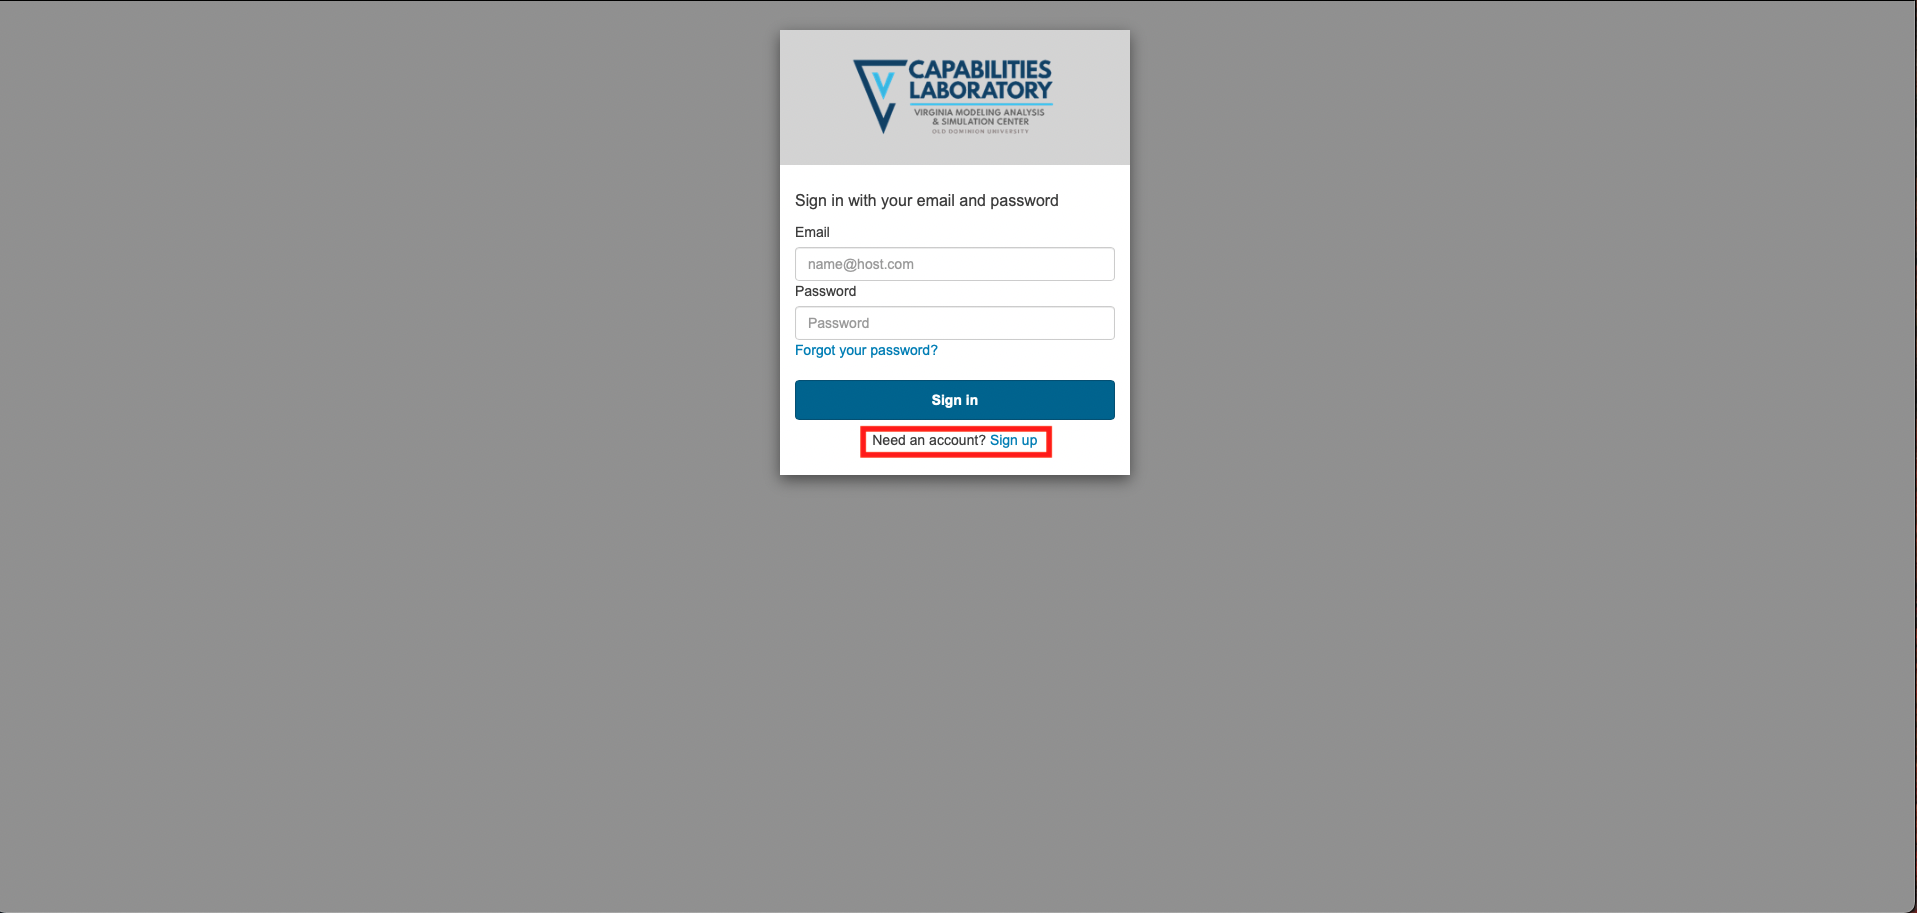 CAPABILITIES
LABORATORY
VIRGINIA MODELING ANALYSIS
& SIMULATION CENTER
OLD DOMINION UNIVERSITY
Sign in with your email and password
Email
name@host.com
Password
Password
Forgot your password?
Sign in
Need an account? Sign up